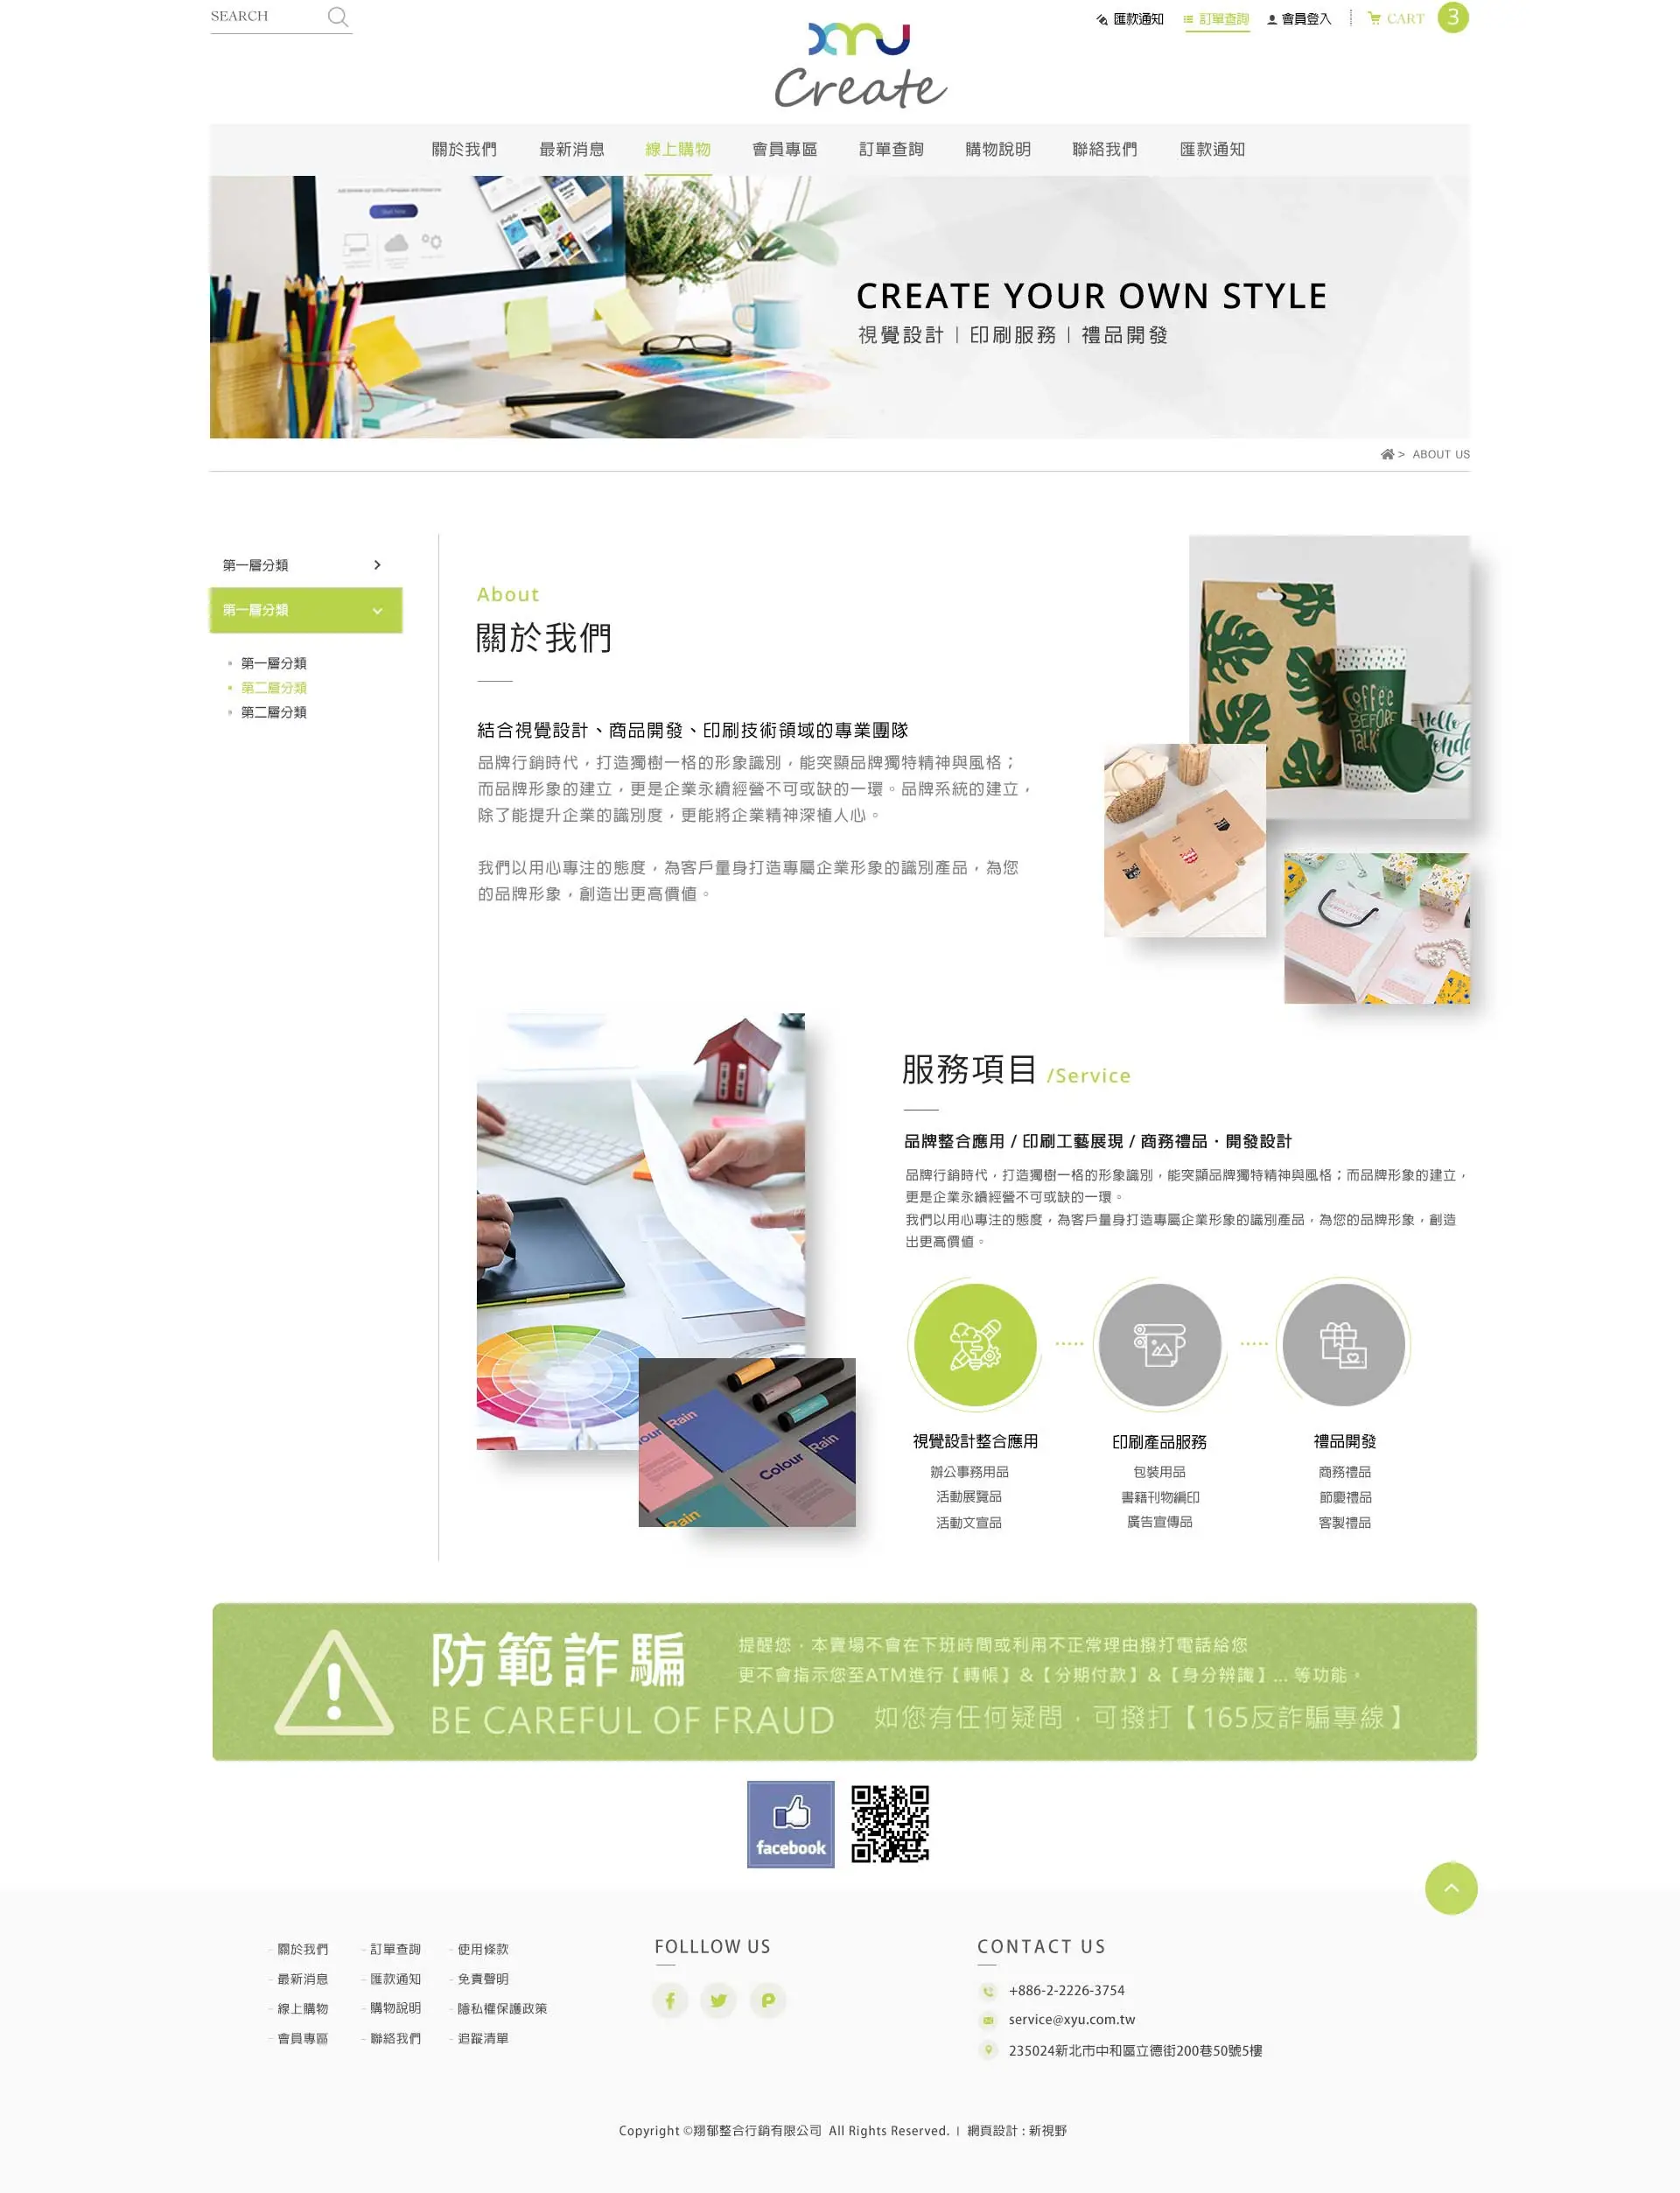 SEARCH
匯款通知
訂單查詢
會員登入
CART
3
xyu
Create
關於我們
最新消息
線上購物
會員專區
訂單查詢
購物說明
聯絡我們
匯款通知
CREATE YOUR OWN STYLE
視覺設計 | 印刷服務 | 禮品開發
> ABOUT US
第一層分類
第一層分類
第一層分類
第二層分類
第二層分類
About
關於我們
結合視覺設計、商品開發、印刷技術領域的專業團隊
品牌行銷時代，打造獨樹一格的形象識別，能突顯品牌獨特精神與風格；
而品牌形象的建立，更是企業永續經營不可或缺的一環。品牌系統的建立，
除了能提升企業的識別度，更能將企業精神深植人心。
我們以用心專注的態度，為客戶量身打造專屬企業形象的識別產品，為您
的品牌形象，創造出更高價值。
Coffee
BEFORE
Talkin
Hello
服務項目 /Service
品牌整合應用 / 印刷工藝展現 / 商務禮品．開發設計
品牌行銷時代，打造獨樹一格的形象識別，能突顯品牌獨特精神與風格；而品牌形象的建立，
更是企業永續經營不可或缺的一環。
我們以用心專注的態度，為客戶量身打造專屬企業形象的識別產品，為您的品牌形象，創造
出更高價值。
Rain
Colour
Rain
Rain
視覺設計整合應用
辦公事務用品
活動展覽品
活動文宣品
印刷產品服務
包裝用品
書籍刊物編印
廣告宣傳品
禮品開發
商務禮品
節慶禮品
客製禮品
防範詐騙
BE CAREFUL OF FRAUD
提醒您，本賣場不會在下班時間或利用不正常理由撥打電話給您
更不會指示您至ATM進行【轉帳】&【分期付款】&【身分辨識】... 等功能，
如您有任何疑問，可撥打【165反詐騙專線】
facebook
- 關於我們
- 最新消息
- 線上購物
- 會員專區
- 訂單查詢
- 匯款通知
- 購物說明
- 聯絡我們
- 使用條款
- 免責聲明
- 隱私權保護政策
- 追蹤清單
FOLLLOW US
CONTACT US
+886-2-2226-3754
service@xyu.com.tw
235024新北市中和區立德街200巷50號5樓
Copyright ©翔郁整合行銷有限公司 All Rights Reserved. | 網頁設計 : 新視野